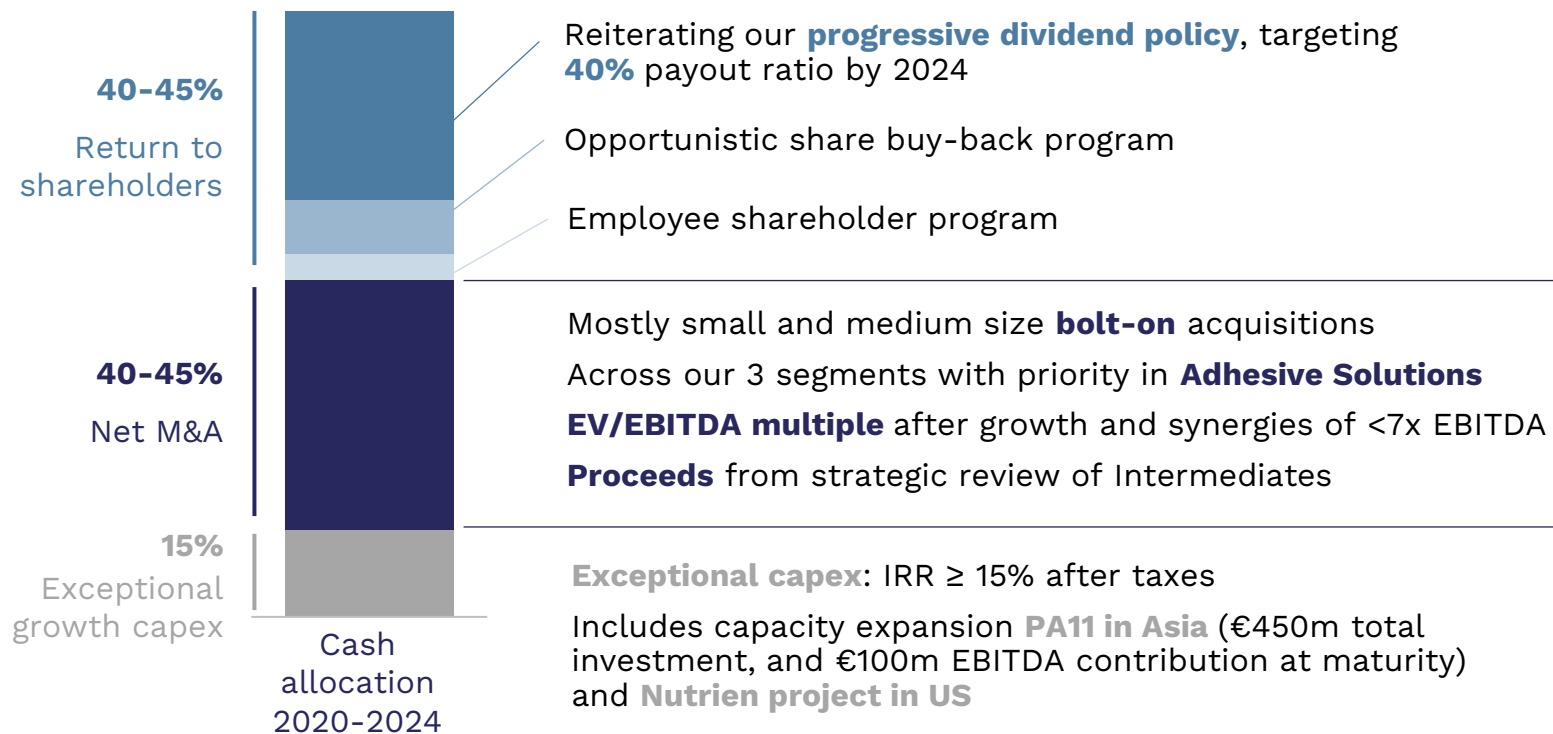 40-45%
Return to
shareholders
Reiterating our progressive dividend policy, targeting
40% payout ratio by 2024
Opportunistic share buy-back program
Employee shareholder program
40-45%
Net M&A
Mostly small and medium size bolt-on acquisitions
Across our 3 segments with priority in Adhesive Solutions
EV/EBITDA multiple after growth and synergies of <7x EBITDA
Proceeds from strategic review of Intermediates
15%
Exceptional
growth capex
Exceptional capex: IRR ≥ 15% after taxes
Includes capacity expansion PA11 in Asia (€450m total
investment, and €100m EBITDA contribution at maturity)
and Nutrien project in US
Cash
allocation
2020-2024